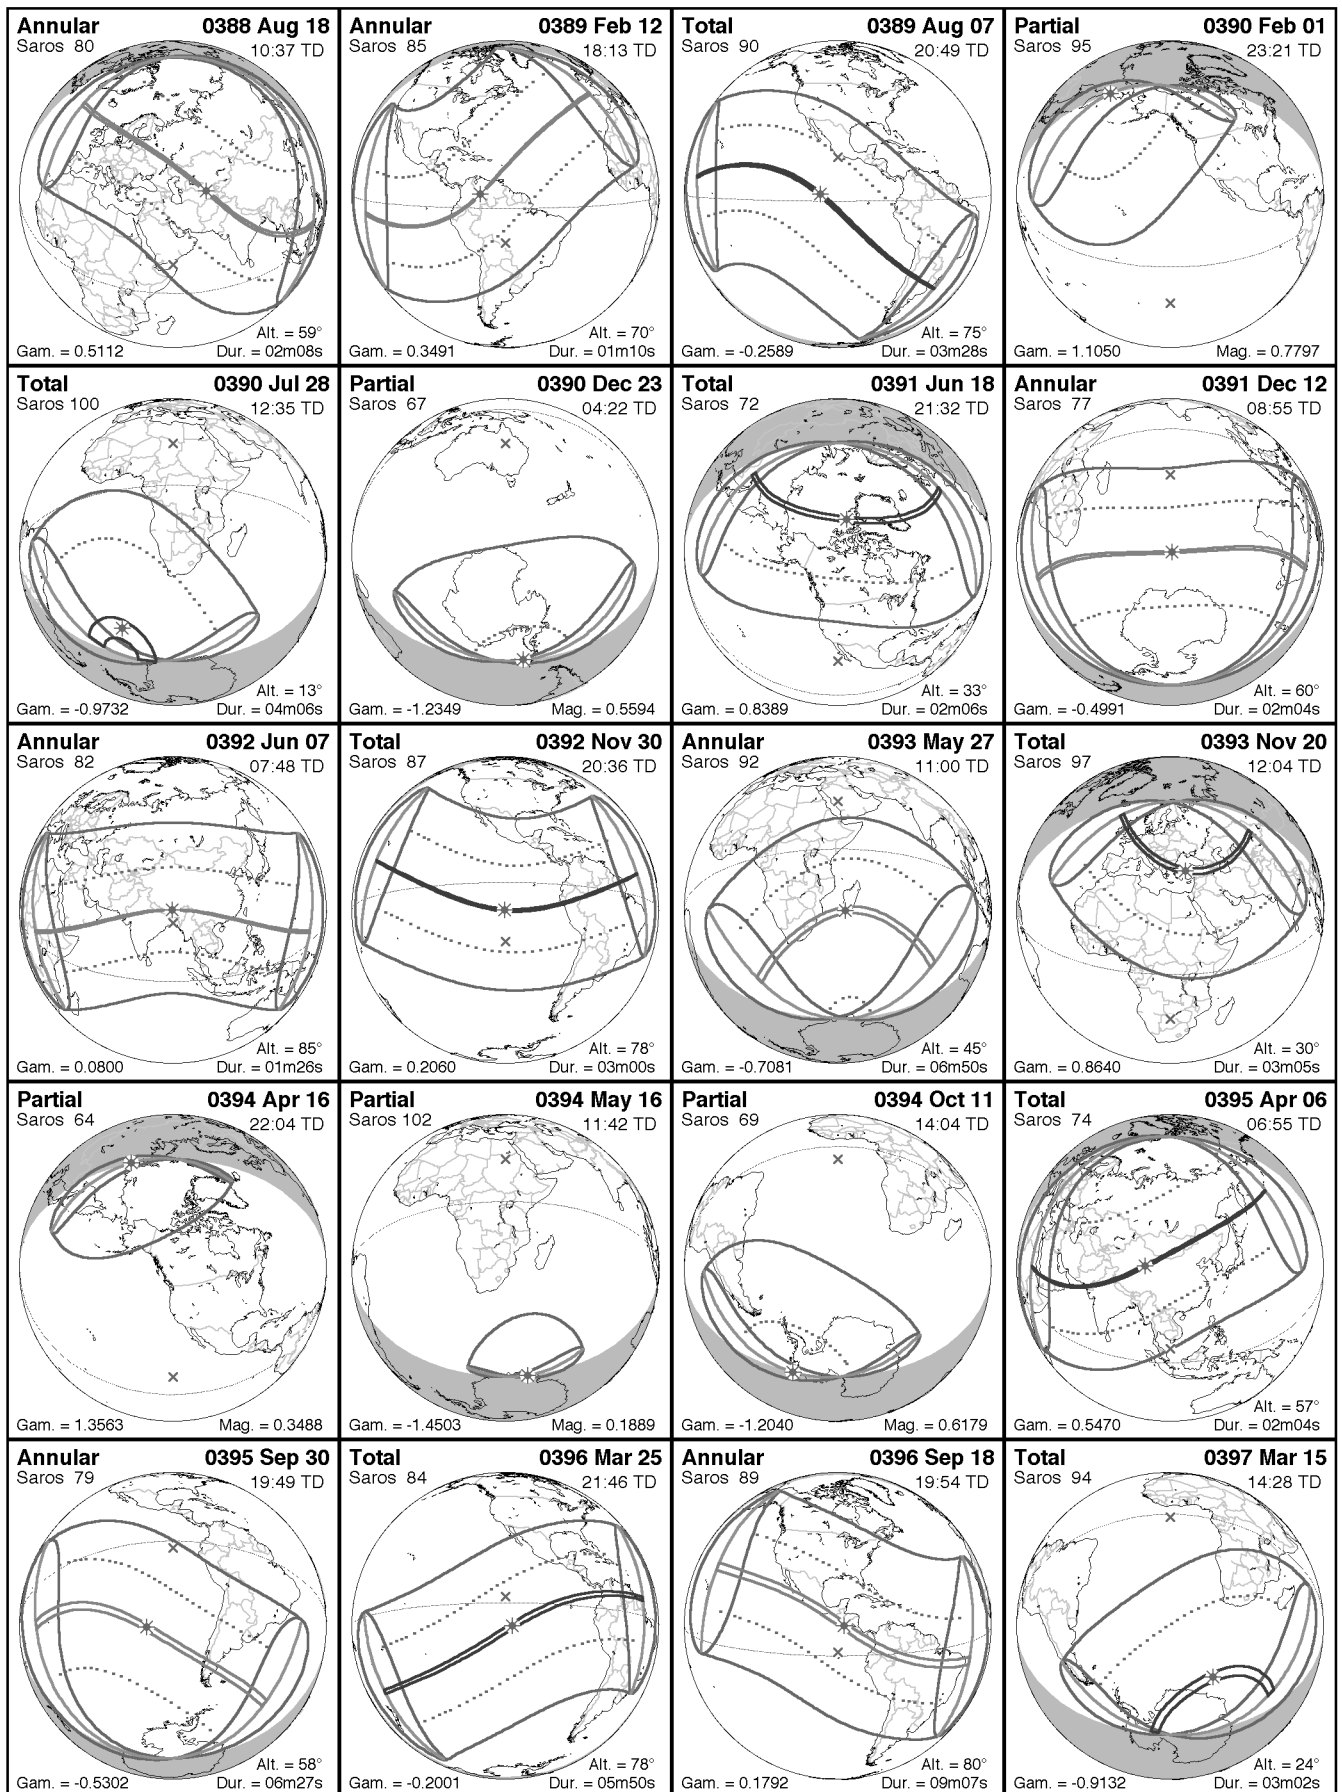 Annular 0388 Aug 18
Saros 80 10:37 TD
Alt. = 59°
Gam. = 0.5112 Dur. = 02m08s
Annular 0389 Feb 12
Saros 85 18:13 TD
Alt. = 70°
Gam. = 0.3491 Dur. = 01m10s
Total 0389 Aug 07
Saros 90 20:49 TD
Alt. = 75°
Gam. = -0.2589 Dur. = 03m28s
Partial 0390 Feb 01
Saros 95 23:21 TD
Gam. = 1.1050 Mag. = 0.7797
Total 0390 Jul 28
Saros 100 12:35 TD
Alt. = 13°
Gam. = -0.9732 Dur. = 04m06s
Partial 0390 Dec 23
Saros 67 04:22 TD
Gam. = -1.2349 Mag. = 0.5594
Total 0391 Jun 18
Saros 72 21:32 TD
Alt. = 33°
Gam. = 0.8389 Dur. = 02m06s
Annular 0391 Dec 12
Saros 77 08:55 TD
Alt. = 60°
Gam. = -0.4991 Dur. = 02m04s
Annular 0392 Jun 07
Saros 82 07:48 TD
Alt. = 85°
Gam. = 0.0800 Dur. = 01m26s
Total 0392 Nov 30
Saros 87 20:36 TD
Alt. = 78°
Gam. = 0.2060 Dur. = 03m00s
Annular 0393 May 27
Saros 92 11:00 TD
Alt. = 45°
Gam. = -0.7081 Dur. = 06m50s
Total 0393 Nov 20
Saros 97 12:04 TD
Alt. = 30°
Gam. = 0.8640 Dur. = 03m05s
Partial 0394 Apr 16
Saros 64 22:04 TD
Gam. = 1.3563 Mag. = 0.3488
Partial 0394 May 16
Saros 102 11:42 TD
Gam. = -1.4503 Mag. = 0.1889
Partial 0394 Oct 11
Saros 69 14:04 TD
Gam. = -1.2040 Mag. = 0.6179
Total 0395 Apr 06
Saros 74 06:55 TD
Alt. = 57°
Gam. = 0.5470 Dur. = 02m04s
Annular 0395 Sep 30
Saros 79 19:49 TD
Alt. = 58°
Gam. = -0.5302 Dur. = 06m27s
Total 0396 Mar 25
Saros 84 21:46 TD
Alt. = 78°
Gam. = -0.2001 Dur. = 05m50s
Annular 0396 Sep 18
Saros 89 19:54 TD
Alt. = 80°
Gam. = 0.1792 Dur. = 09m07s
Total 0397 Mar 15
Saros 94 14:28 TD
Alt. = 24°
Gam. = -0.9132 Dur. = 03m02s